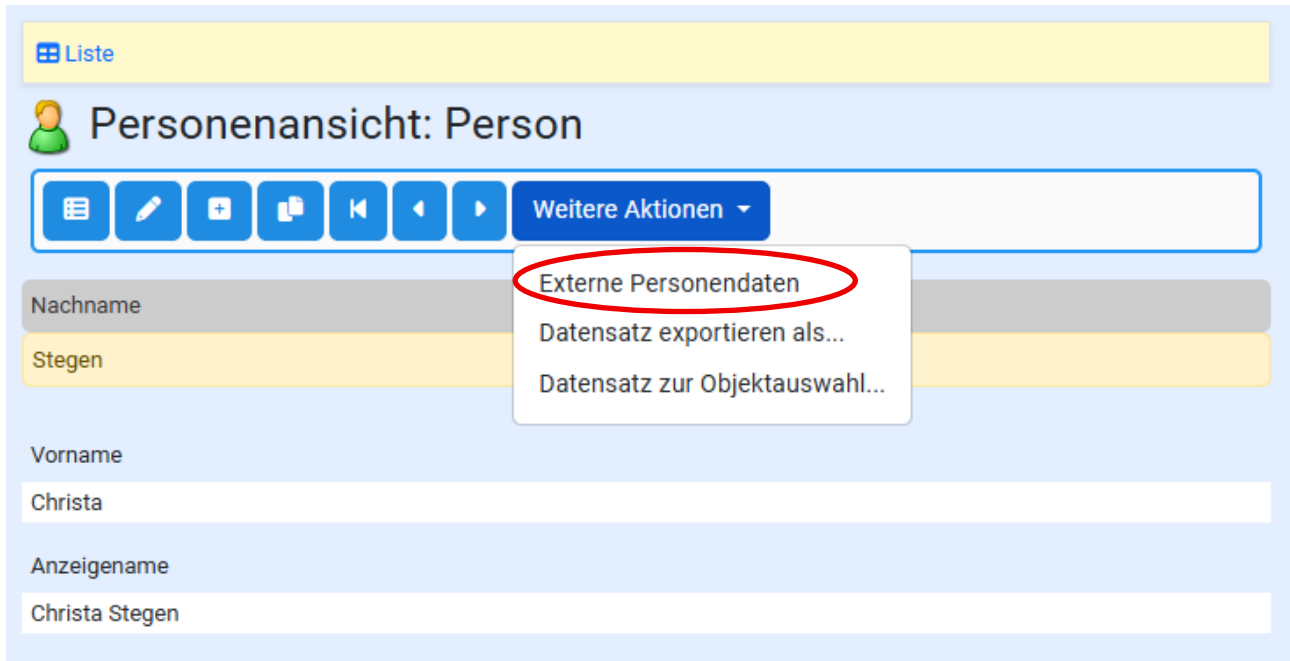 Liste
Personenansicht: Person
Weitere Aktionen
Externe Personendaten
Datensatz exportieren als...
Datensatz zur Objektauswahl...
Nachname
Stegen
Vorname
Christa
Anzeigename
Christa Stegen